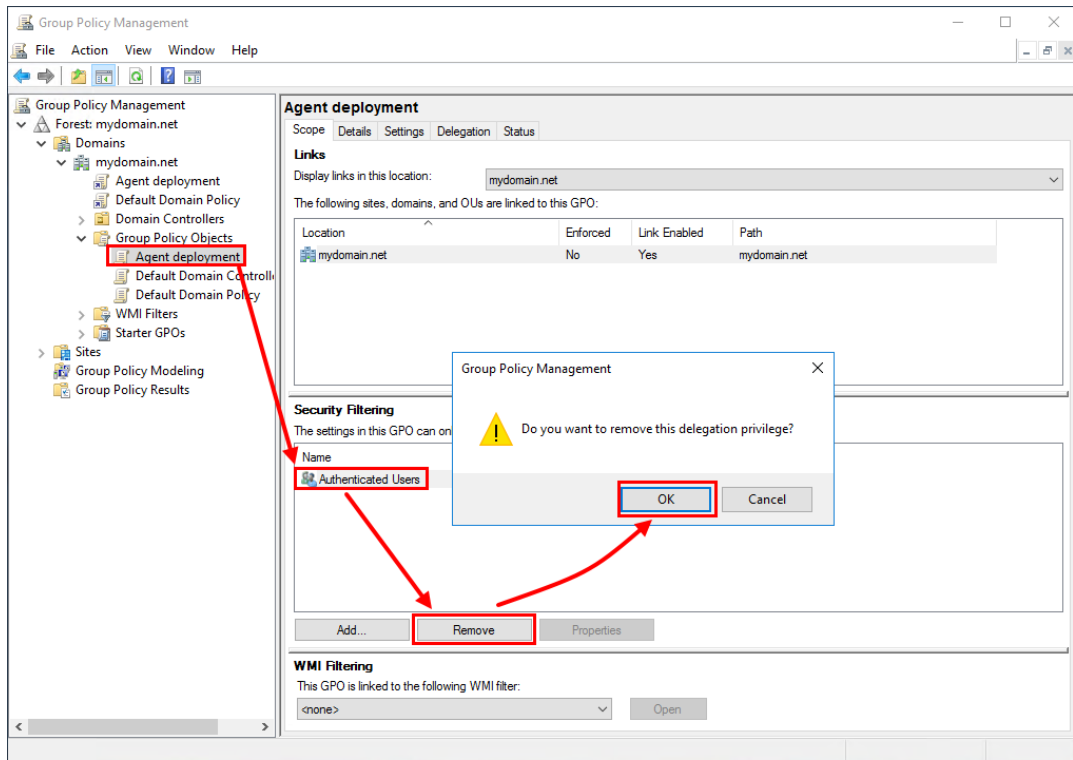 Group Policy Management
File Action View Window Help
Group Policy Management
Forest: mydomain.net
Domains
mydomain.net
Agent deployment
Default Domain Policy
Domain Controllers
Group Policy Objects
Agent deployment
Default Domain Controlle
Default Domain Policy
WMI Filters
Starter GPOs
Sites
Group Policy Modeling
Group Policy Results
Agent deployment
Scope Details Settings Delegation Status
Links
Display links in this location: mydomain.net
The following sites, domains, and OUs are linked to this GPO:
Location Enforced Link Enabled Path
mydomain.net No Yes mydomain.net
Security Filtering
The settings in this GPO can on
Name
Authenticated Users
Add... Remove Properties
WMI Filtering
This GPO is linked to the following WMI filter:
<none> Open
Group Policy Management
Do you want to remove this delegation privilege?
OK Cancel